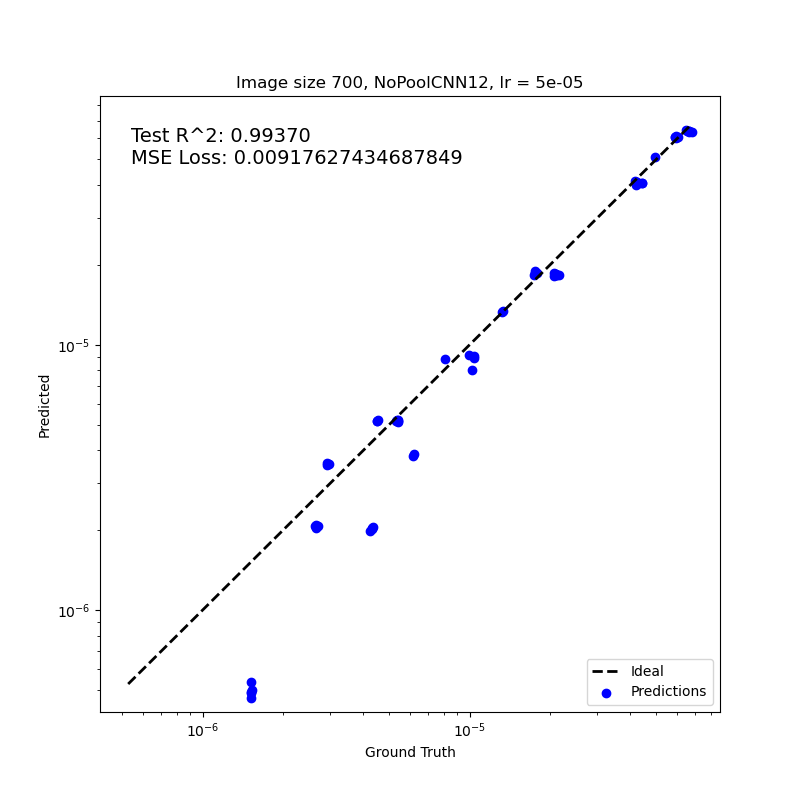 Image size 700, NoPoolCNN12, lr = 5e-05
Test R^2: 0.99370
MSE Loss: 0.00917627434687849
Predicted
10⁻⁵
10⁻⁶
Ideal
Predictions
10⁻⁶
10⁻⁵
Ground Truth